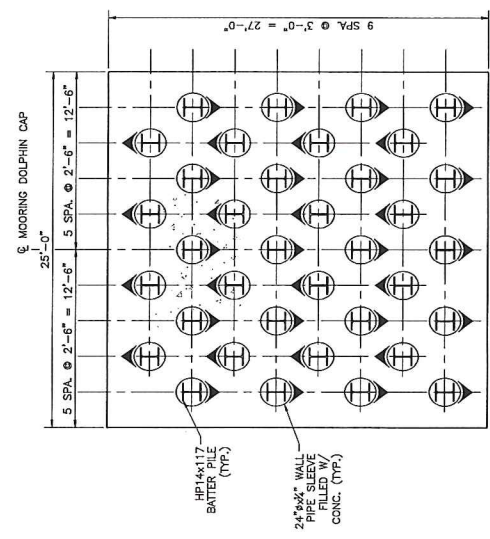 ℄ MOORING DOLPHIN CAP
25'-0"
5 SPA. @ 2'-6" = 12'-6"
5 SPA. @ 2'-6" = 12'-6"
9 SPA. @ 3'-0" = 27'-0"
HP14x117
BATTER PILE
(TYP.)
24"øx¾" WALL
PIPE SLEEVE
FILLED W/
CONC. (TYP.)